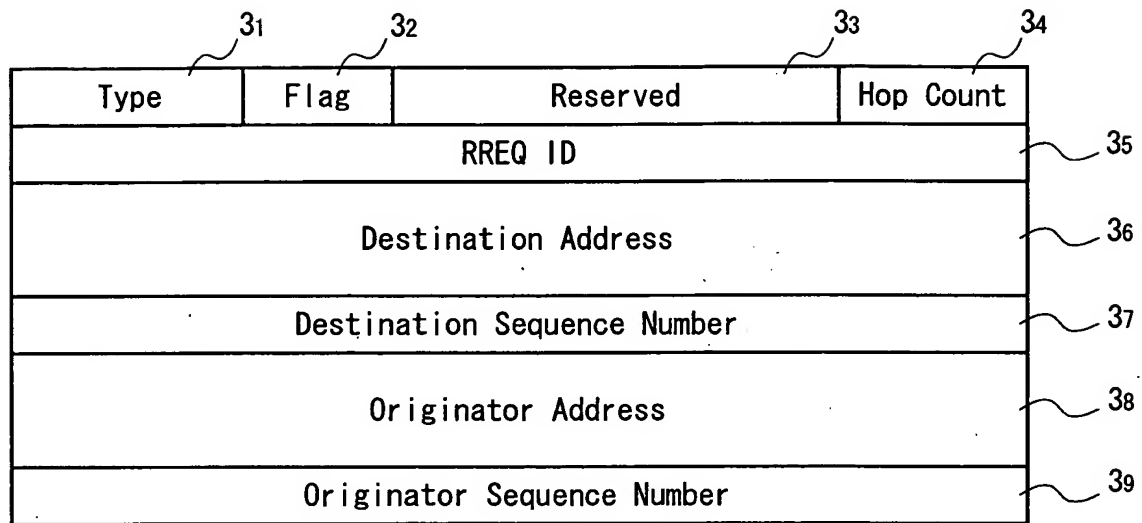 31 32 33 34
Type Flag Reserved Hop Count
RREQ ID 35
Destination Address 36
Destination Sequence Number 37
Originator Address 38
Originator Sequence Number 39